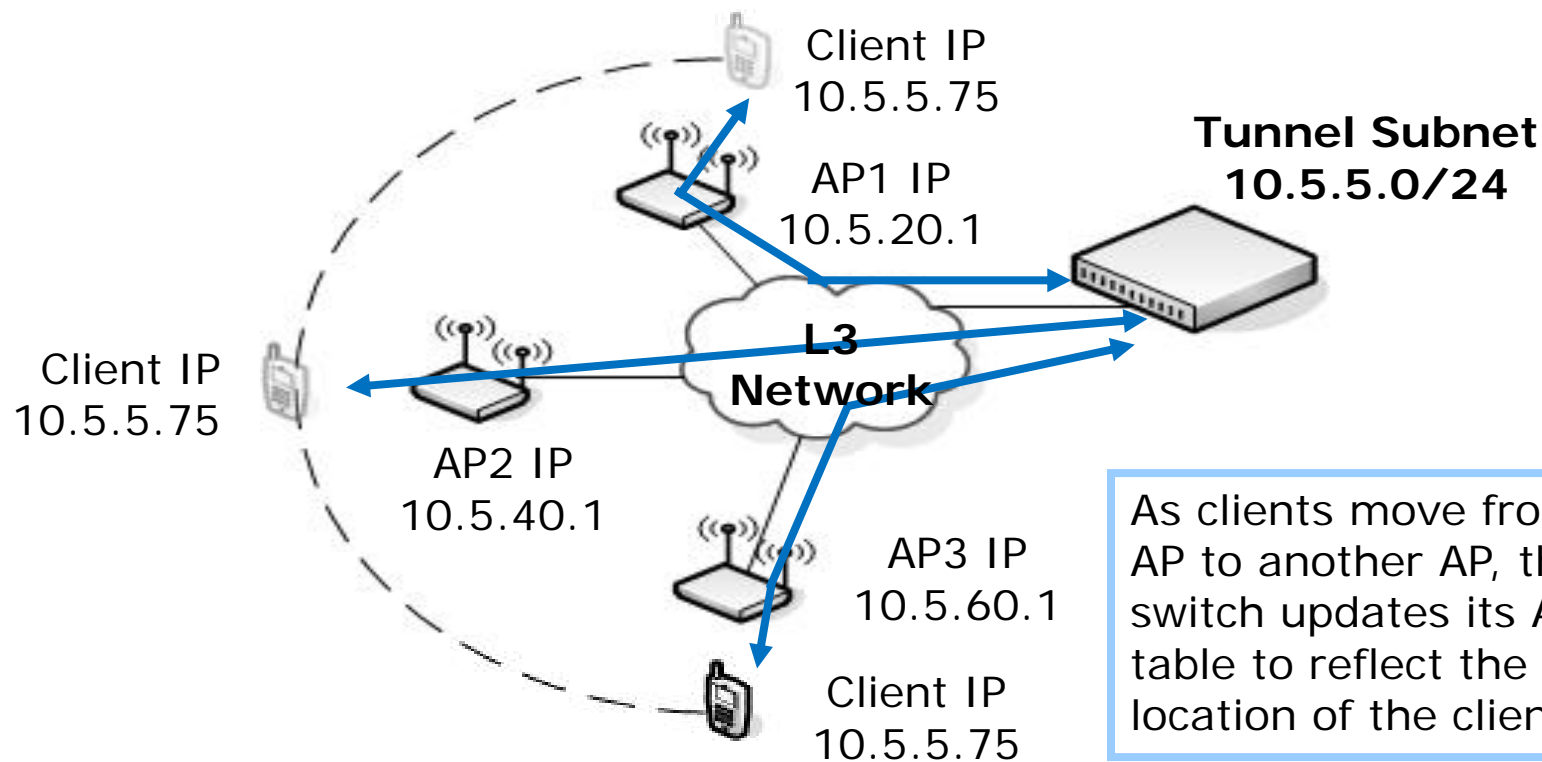 Client IP
10.5.5.75
Tunnel Subnet
10.5.5.0/24
AP1 IP
10.5.20.1
L3
Network
Client IP
10.5.5.75
AP2 IP
10.5.40.1
AP3 IP
10.5.60.1
Client IP
10.5.5.75
As clients move
AP to another AP,
switch updates its
table to reflect the
location of the